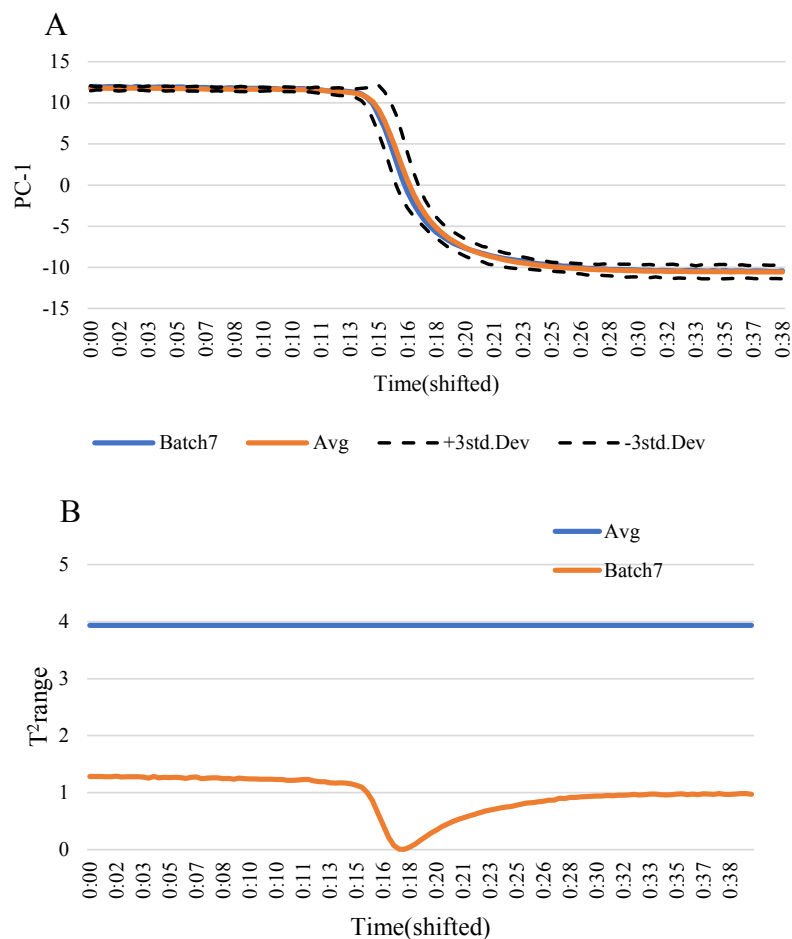 A
15
10
5
0
-5
-10
-15
PC-1
0:00 0:02 0:03 0:05 0:07 0:08 0:10 0:10 0:11 0:13 0:15 0:16 0:18 0:20 0:21 0:23 0:25 0:26 0:28 0:30 0:32 0:33 0:35 0:37 0:38
Time(shifted)
Batch7 Avg +3std.Dev -3std.Dev
B
Avg
Batch7
5
4
3
2
1
0
T²range
0:00 0:02 0:03 0:05 0:07 0:08 0:10 0:10 0:11 0:13 0:15 0:16 0:18 0:20 0:21 0:23 0:25 0:26 0:28 0:30 0:32 0:33 0:35 0:37 0:38
Time(shifted)